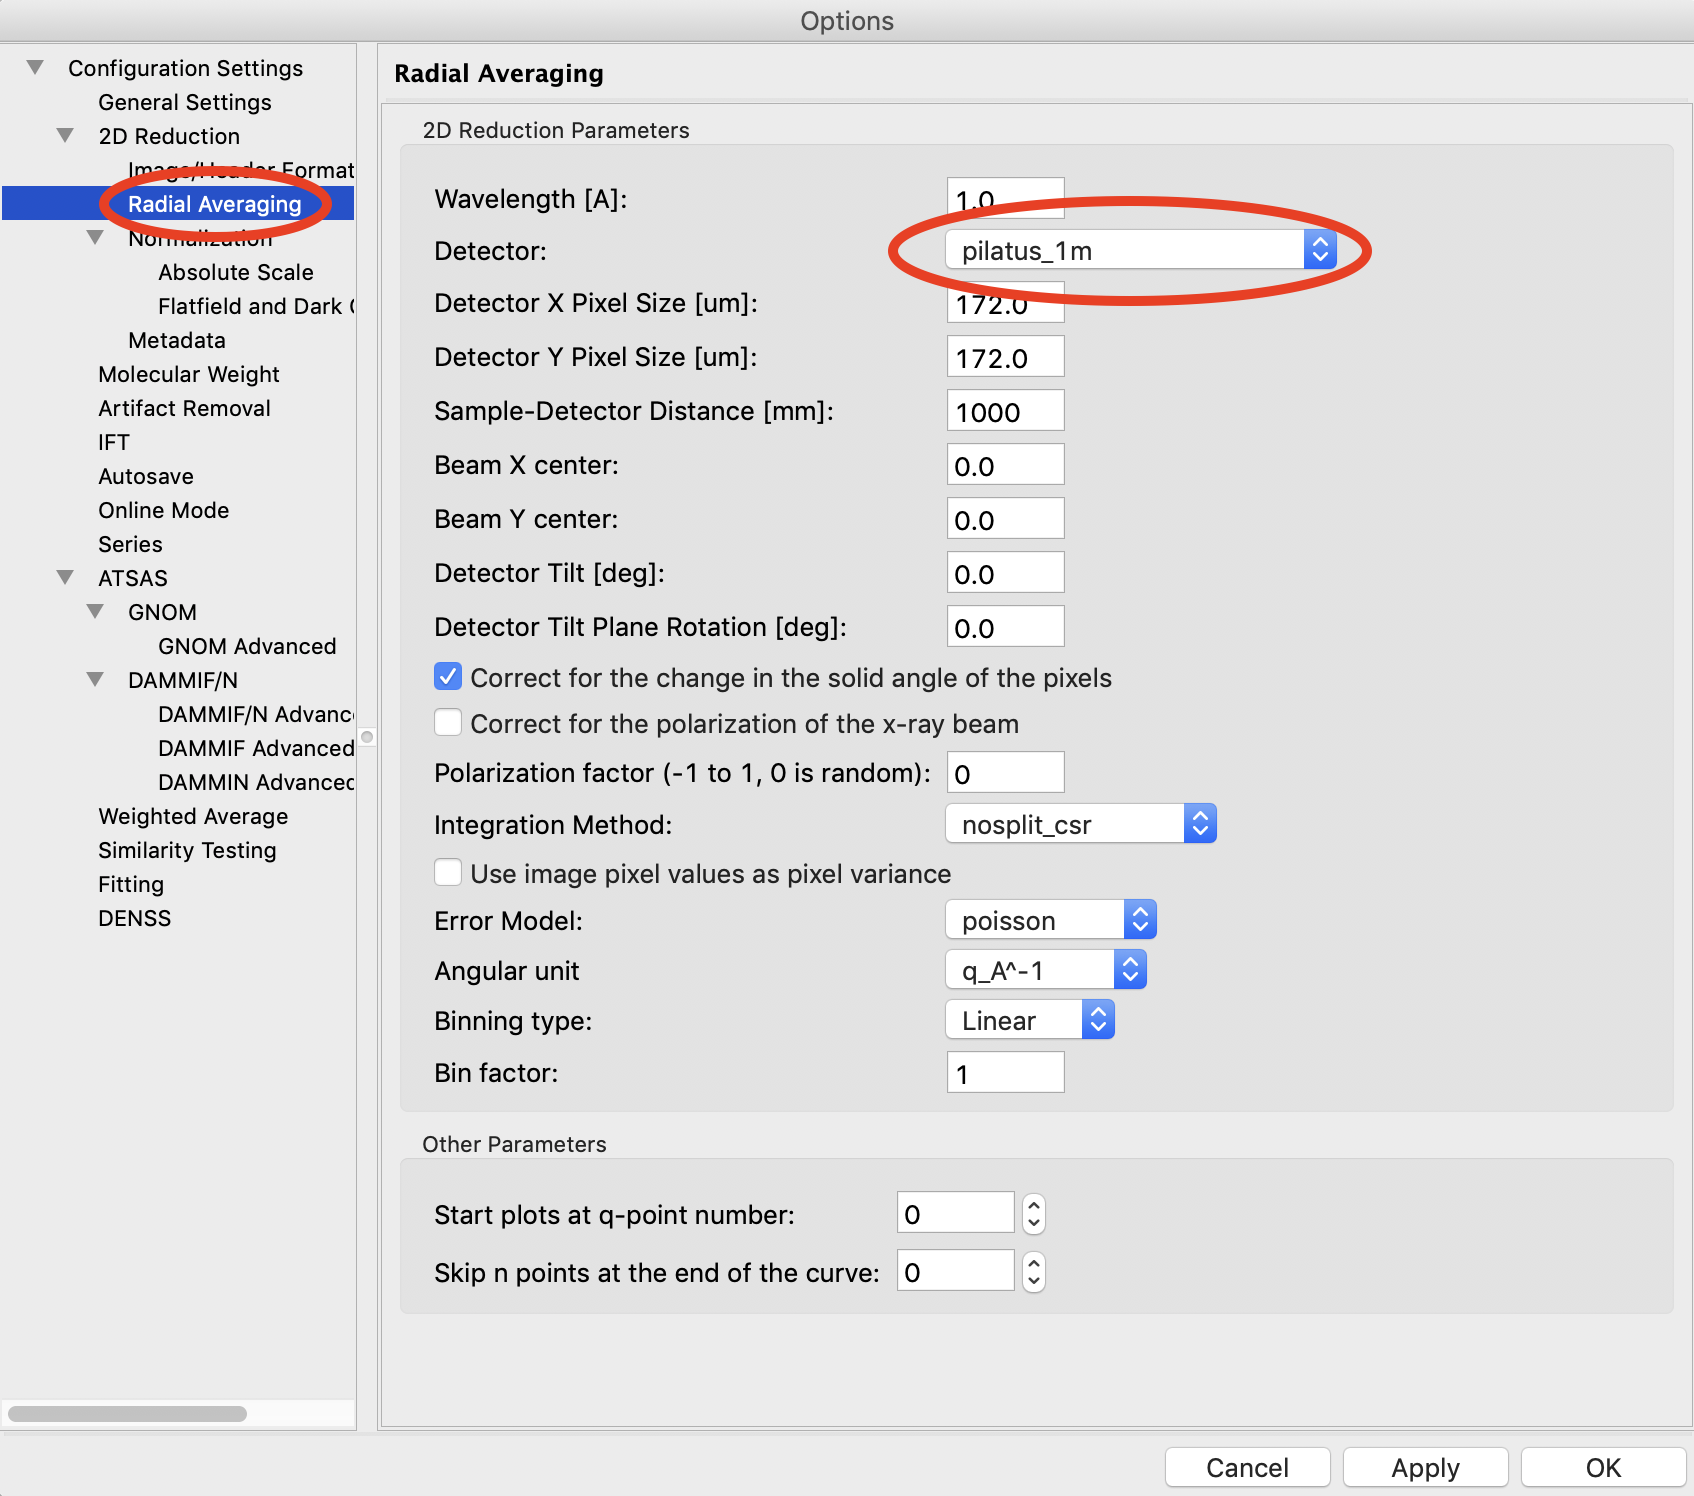 Options
Configuration Settings
General Settings
2D Reduction
Image/Header Format
Radial Averaging
Normalization
Absolute Scale
Flatfield and Dark
Metadata
Molecular Weight
Artifact Removal
IFT
Autosave
Online Mode
Series
ATSAS
GNOM
GNOM Advanced
DAMMIF/N
DAMMIF/N Advanc
DAMMIF Advanced
DAMMIN Advanced
Weighted Average
Similarity Testing
Fitting
DENSS
Radial Averaging
2D Reduction Parameters
Wavelength [A]: 1.0
Detector: pilatus_1m
Detector X Pixel Size [um]: 172.0
Detector Y Pixel Size [um]: 172.0
Sample-Detector Distance [mm]: 1000
Beam X center: 0.0
Beam Y center: 0.0
Detector Tilt [deg]: 0.0
Detector Tilt Plane Rotation [deg]: 0.0
Correct for the change in the solid angle of the pixels
Correct for the polarization of the x-ray beam
Polarization factor (-1 to 1, 0 is random): 0
Integration Method: nosplit_csr
Use image pixel values as pixel variance
Error Model: poisson
Angular unit q_A^-1
Binning type: Linear
Bin factor: 1
Other Parameters
Start plots at q-point number: 0
Skip n points at the end of the curve: 0
Cancel Apply OK